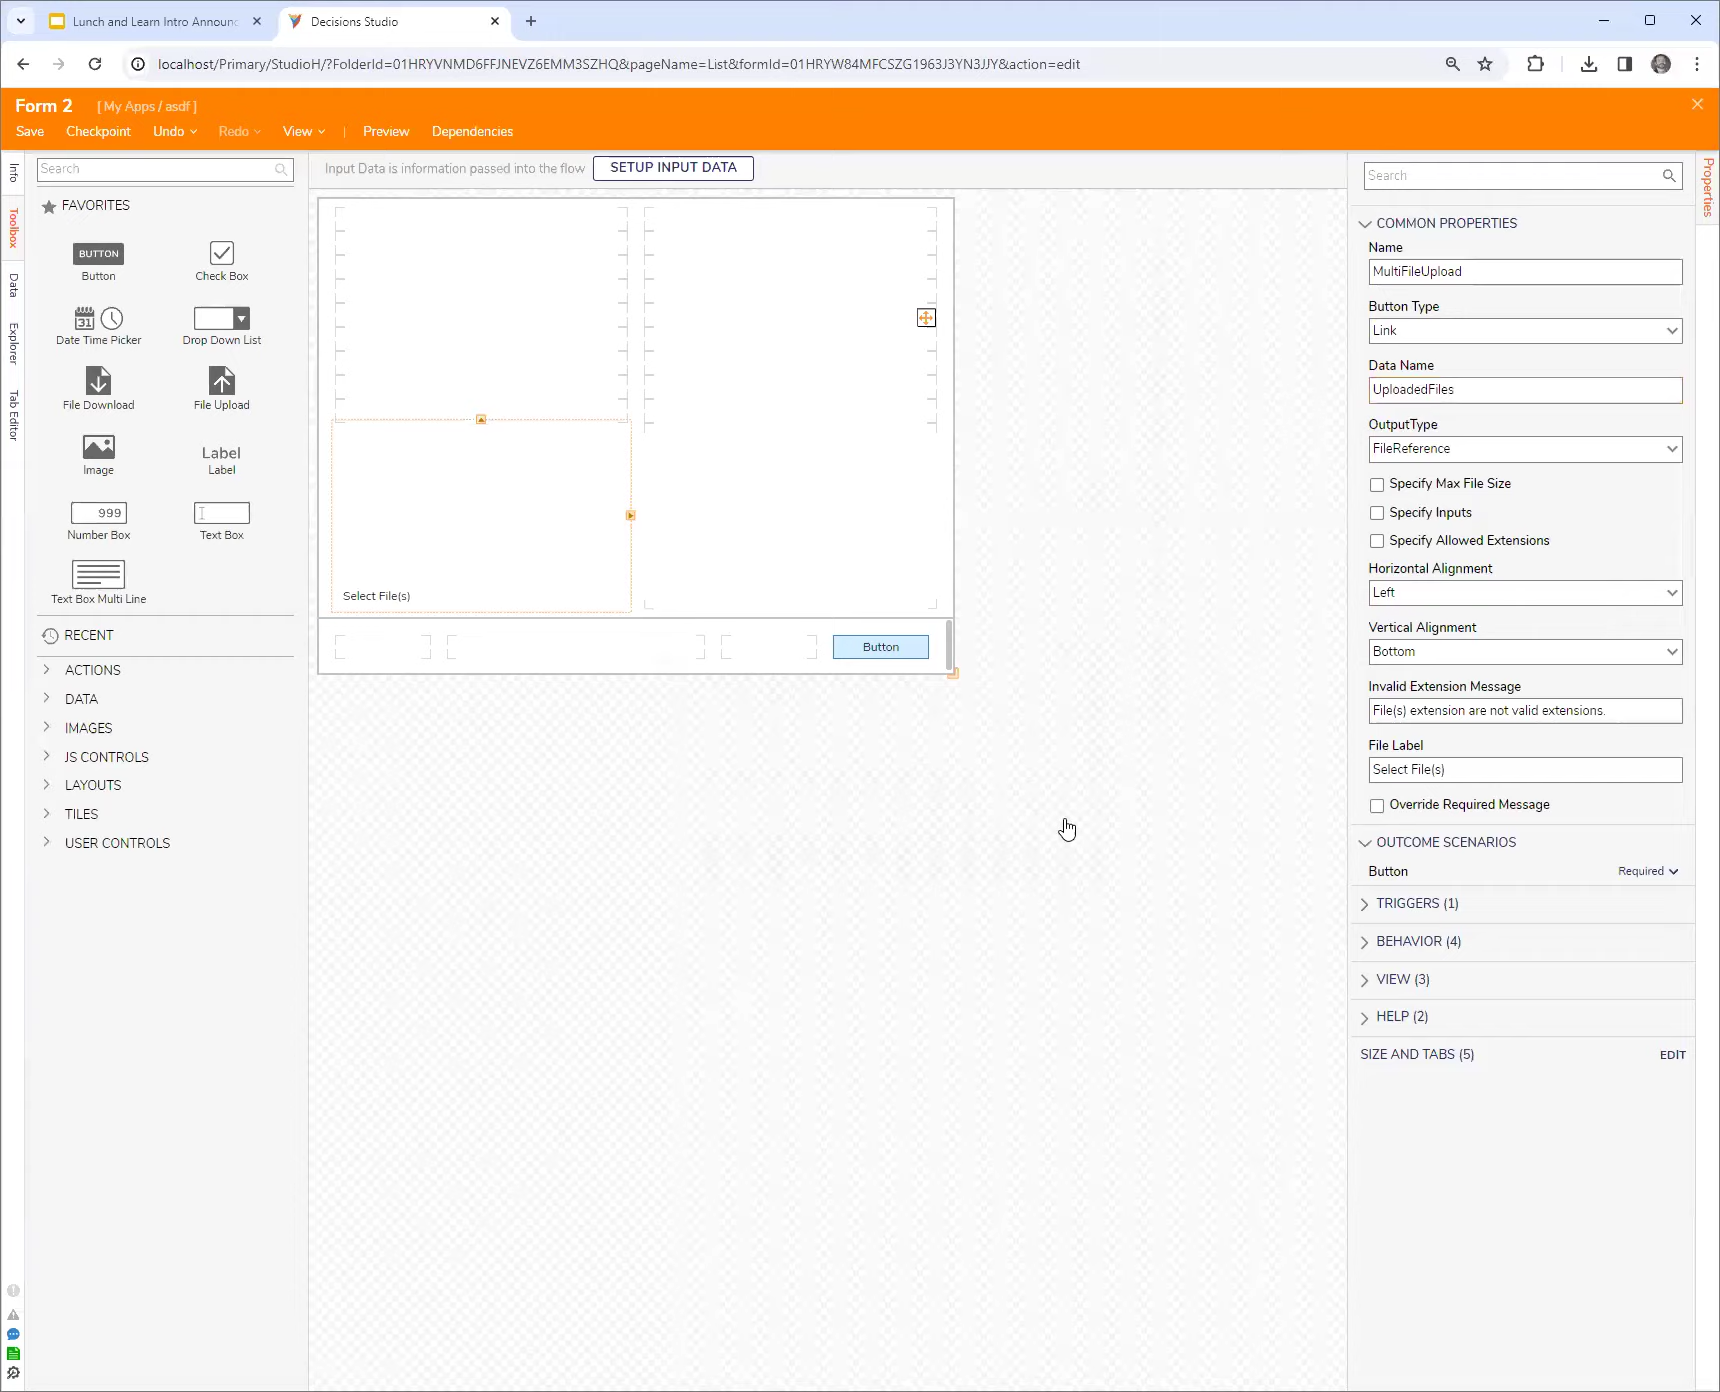 Lunch and Learn Intro Announc
Decisions Studio
localhost/Primary/StudioH/?FolderId=01HRYVNMD6FFJNEVZ6EMM3SZHQ&pageName=List&formId=01HRYW84MFCSZG1963J3YN3JJY&action=edit
Form 2 [ My Apps / asdf ]
Save Checkpoint Undo Redo View | Preview Dependencies
Info
Toolbox
Data
Explorer
Tab Editor
Search
FAVORITES
BUTTON
Button
Check Box
31
Date Time Picker
Drop Down List
File Download
File Upload
Image
Label
Label
999
Number Box
Text Box
Text Box Multi Line
RECENT
ACTIONS
DATA
IMAGES
JS CONTROLS
LAYOUTS
TILES
USER CONTROLS
Input Data is information passed into the flow
SETUP INPUT DATA
Select File(s)
Button
Properties
Search
COMMON PROPERTIES
Name
MultiFileUpload
Button Type
Link
Data Name
UploadedFiles
OutputType
FileReference
Specify Max File Size
Specify Inputs
Specify Allowed Extensions
Horizontal Alignment
Left
Vertical Alignment
Bottom
Invalid Extension Message
File(s) extension are not valid extensions.
File Label
Select File(s)
Override Required Message
OUTCOME SCENARIOS
Button Required
TRIGGERS (1)
BEHAVIOR (4)
VIEW (3)
HELP (2)
SIZE AND TABS (5) EDIT